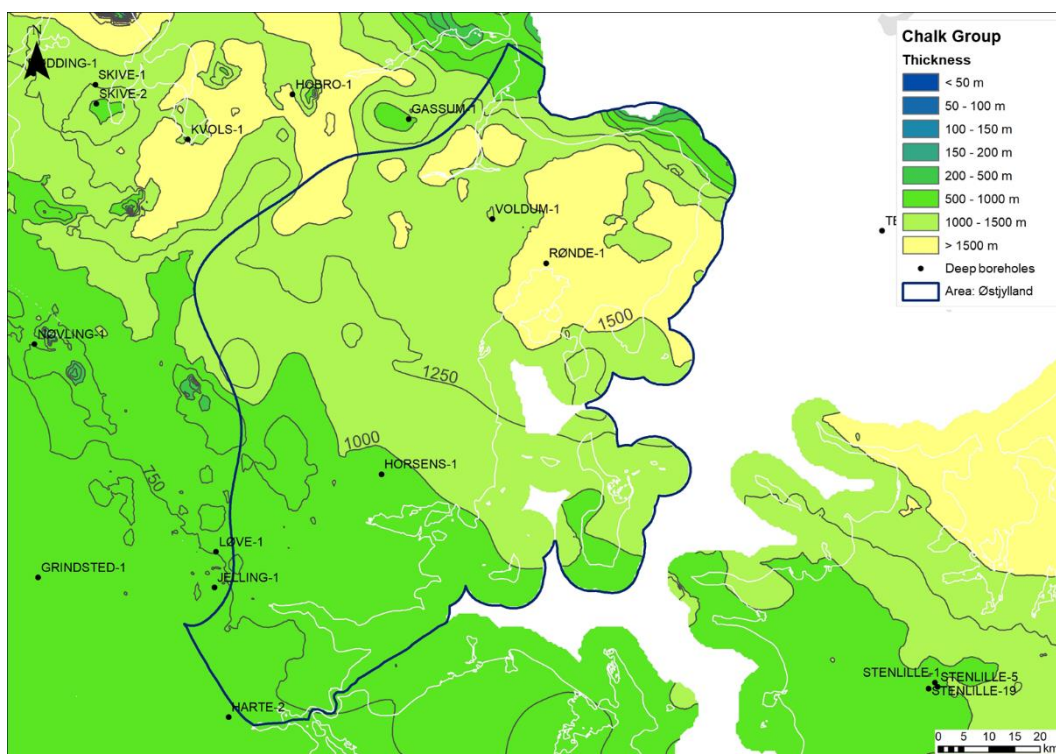 N
SKIVE-1
SKIVE-2
HOBRO-1
KVOLS-1
GASSUM-1
VOLDUM-1
RØNDE-1
NØVLING-1
1500
1250
1000
750
HORSENS-1
LØVE-1
GRINDSTED-1
JELLING-1
HARTE-2
STENLILLE-1
STENLILLE-5
STENLILLE-19
Chalk Group
Thickness
< 50 m
50 - 100 m
100 - 150 m
150 - 200 m
200 - 500 m
500 - 1000 m
1000 - 1500 m
> 1500 m
Deep boreholes
Area: Østjylland
0 5 10 15 20
km